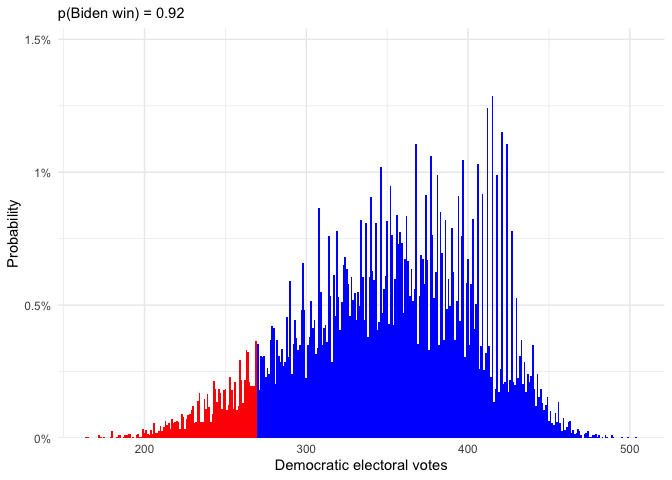 p(Biden win) = 0.92
1.5%
1%
0.5%
0%
Probability
200 300 400 500
Democratic electoral votes